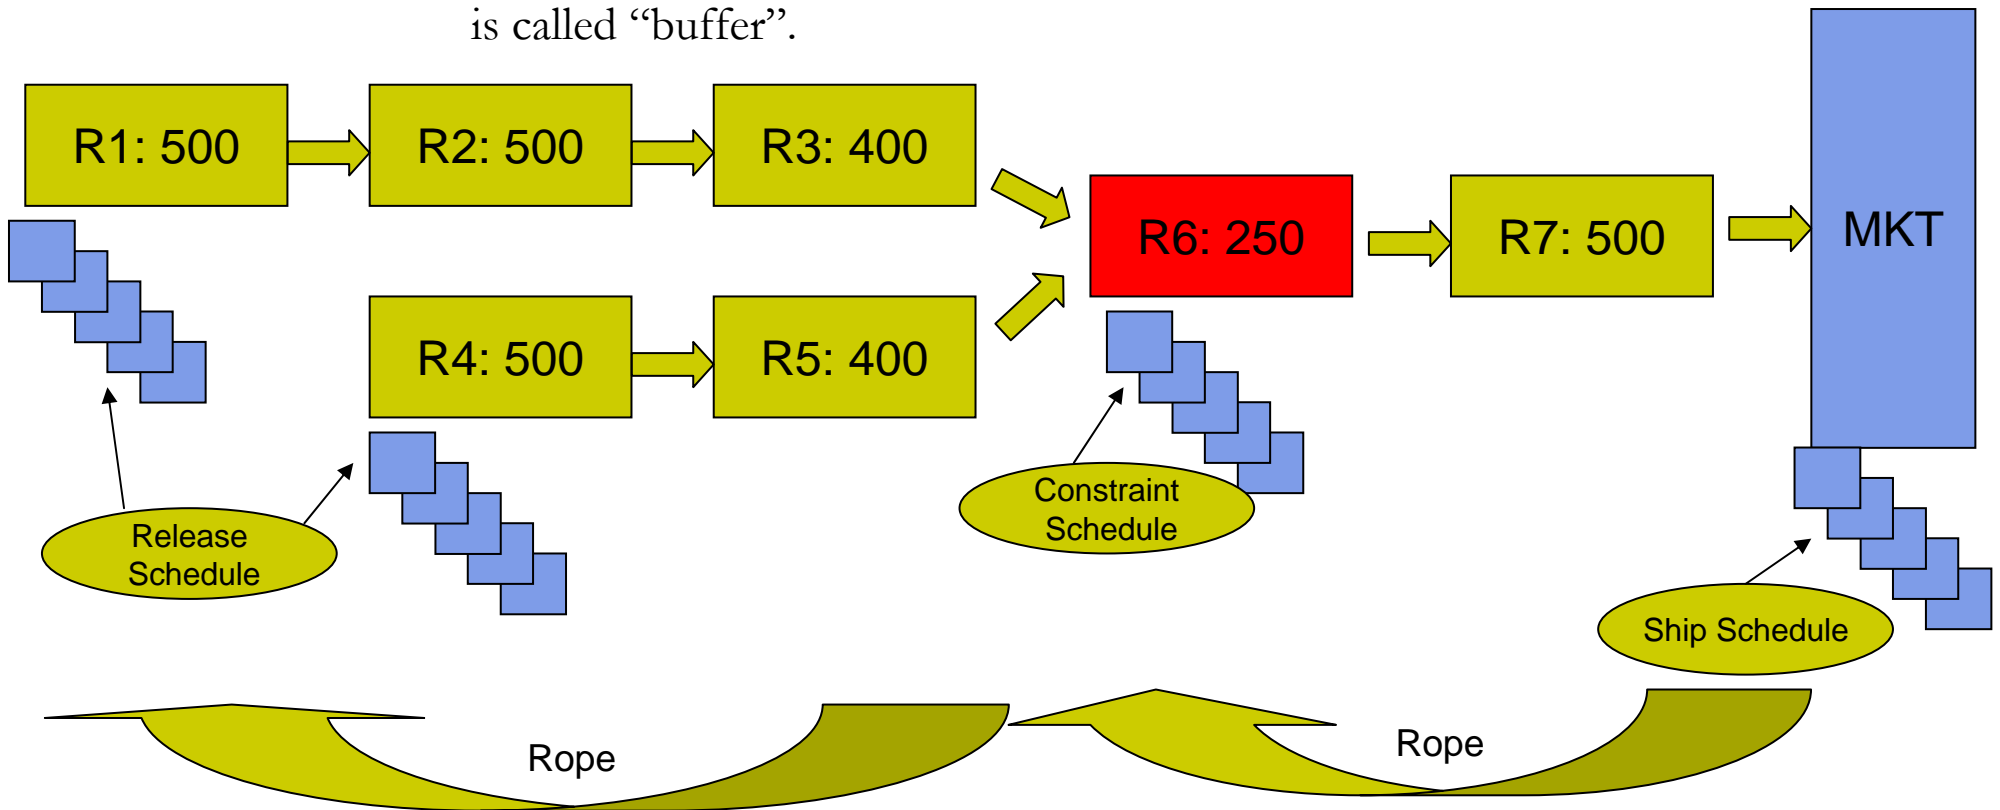 is called “buffer”.
R1: 500
R2: 500
R3: 400
R6: 250
R7: 500
MKT
R4: 500
R5: 400
Constraint
Schedule
Release
Schedule
Ship Schedule
Rope
Rope